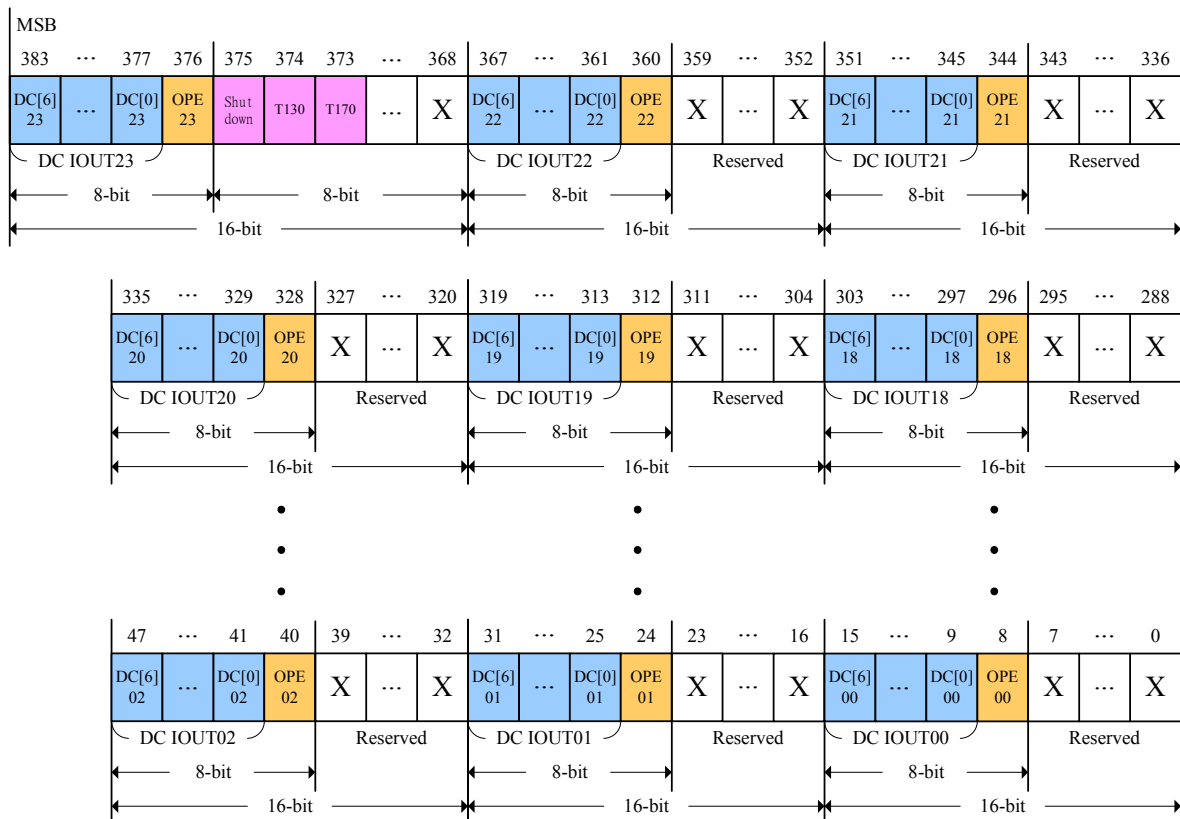 MSB
383 ... 377 376 375 374 373 ... 368 367 ... 361 360 359 ... 352 351 ... 345 344 343 ... 336
DC[6] 23 ... DC[0] 23 OPE 23 Shut down T130 T170 ... X DC[6] 22 ... DC[0] 22 OPE 22 X ... X DC[6] 21 ... DC[0] 21 OPE 21 X ... X
DC IOUT23 DC IOUT22 Reserved DC IOUT21 Reserved
8-bit 8-bit 8-bit 8-bit
16-bit 16-bit 16-bit
335 ... 329 328 327 ... 320 319 ... 313 312 311 ... 304 303 ... 297 296 295 ... 288
DC[6] 20 ... DC[0] 20 OPE 20 X ... X DC[6] 19 ... DC[0] 19 OPE 19 X ... X DC[6] 18 ... DC[0] 18 OPE 18 X ... X
DC IOUT20 Reserved DC IOUT19 Reserved DC IOUT18 Reserved
8-bit 8-bit 8-bit
16-bit 16-bit 16-bit
47 ... 41 40 39 ... 32 31 ... 25 24 23 ... 16 15 ... 9 8 7 ... 0
DC[6] 02 ... DC[0] 02 OPE 02 X ... X DC[6] 01 ... DC[0] 01 OPE 01 X ... X DC[6] 00 ... DC[0] 00 OPE 00 X ... X
DC IOUT02 Reserved DC IOUT01 Reserved DC IOUT00 Reserved
8-bit 8-bit 8-bit
16-bit 16-bit 16-bit